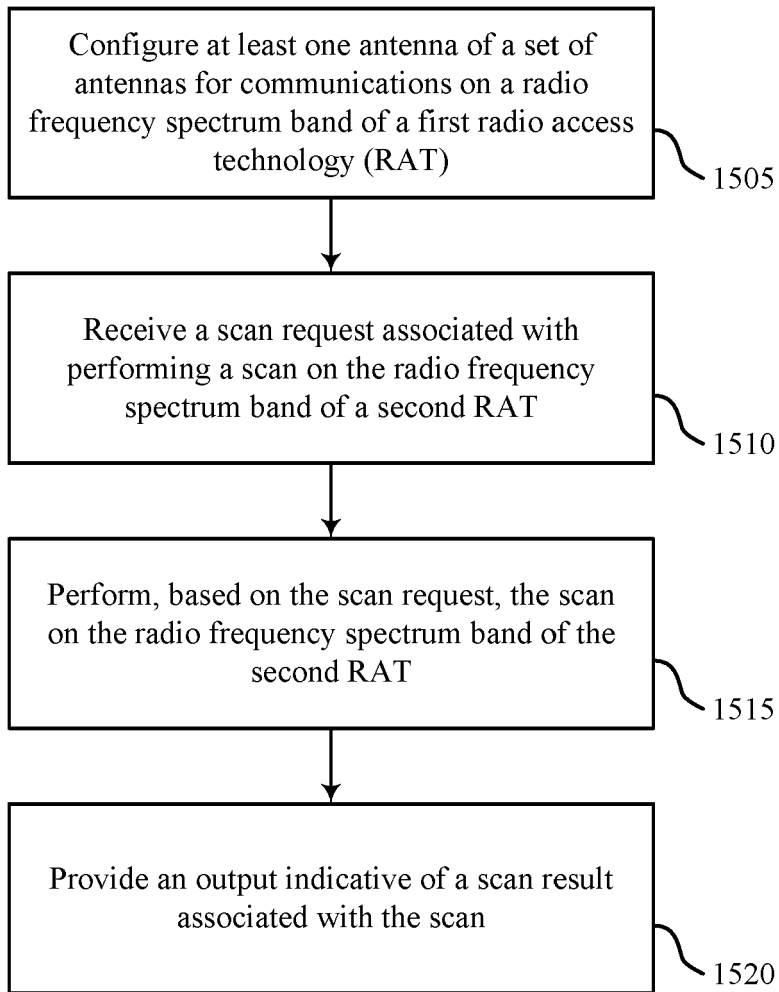 Configure at least one antenna of a set of
antennas for communications on a radio
frequency spectrum band of a first radio access
technology (RAT)
1505
Receive a scan request associated with
performing a scan on the radio frequency
spectrum band of a second RAT
1510
Perform, based on the scan request, the scan
on the radio frequency spectrum band of the
second RAT
1515
Provide an output indicative of a scan result
associated with the scan
1520